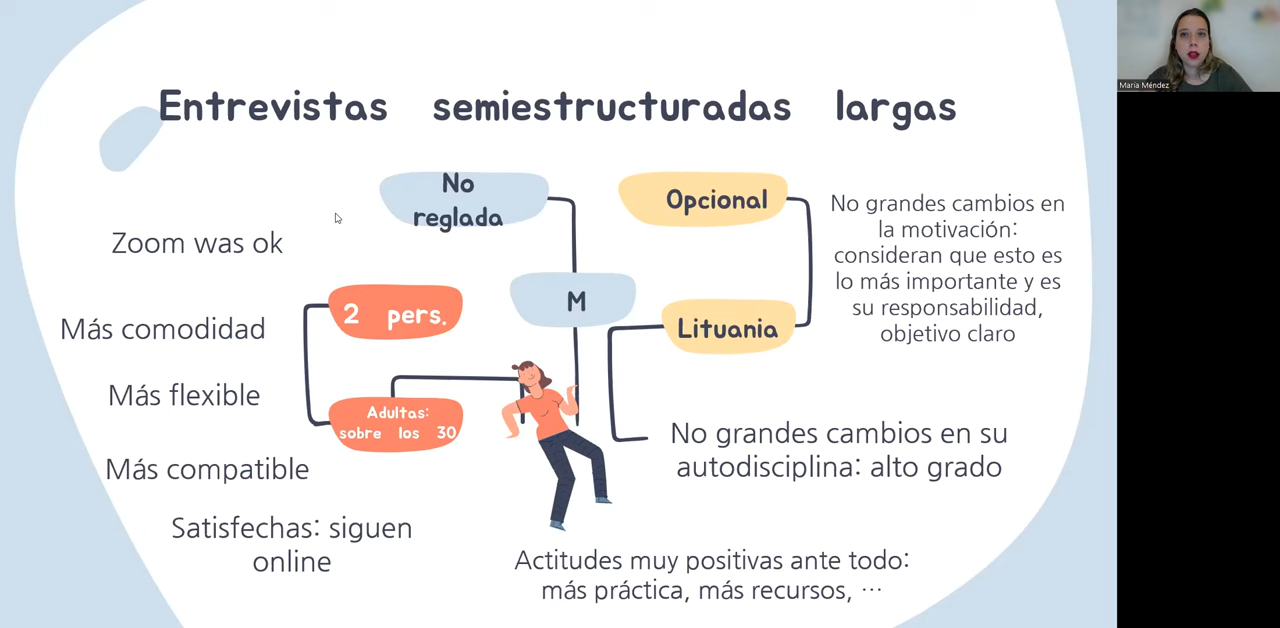 Entrevistas semiestructuradas largas
No
reglada
Opcional
Zoom was ok
2 pers.
M
Lituania
No grandes cambios en
la motivación:
consideran que esto es
lo más importante y es
su responsabilidad,
objetivo claro
Más comodidad
Más flexible
Adultas:
sobre los 30
Más compatible
No grandes cambios en su
autodisciplina: alto grado
Satisfechas: siguen
online
Actitudes muy positivas ante todo:
más práctica, más recursos, ...
María Méndez